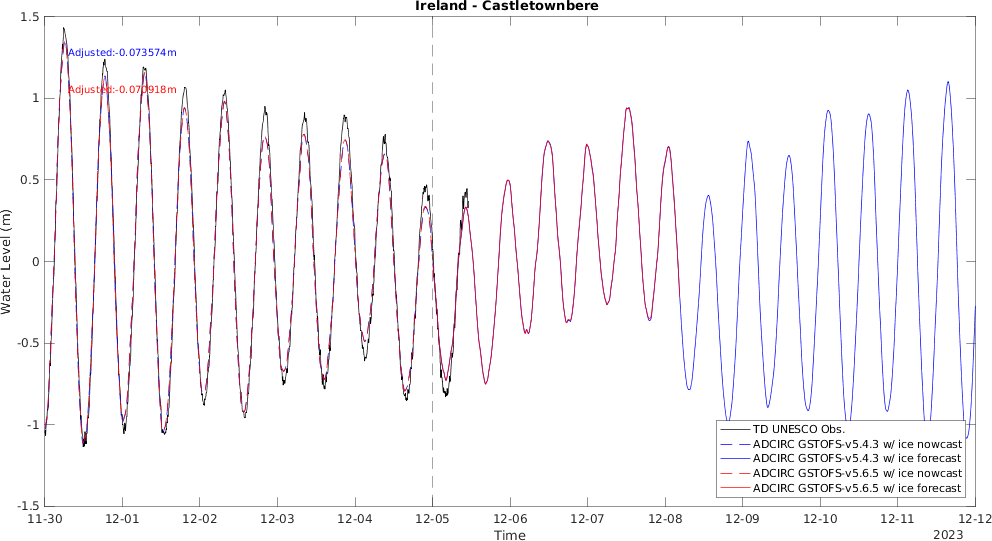 Ireland - Castletownbere
1.5
1
0.5
0
-0.5
-1
-1.5
Water Level (m)
Adjusted:-0.073574m
Adjusted:-0.070918m
TD UNESCO Obs.
ADCIRC GSTOFS-v5.4.3 w/ ice nowcast
ADCIRC GSTOFS-v5.4.3 w/ ice forecast
ADCIRC GSTOFS-v5.6.5 w/ ice nowcast
ADCIRC GSTOFS-v5.6.5 w/ ice forecast
11-30 12-01 12-02 12-03 12-04 12-05 12-06 12-07 12-08 12-09 12-10 12-11 12-12
Time
2023